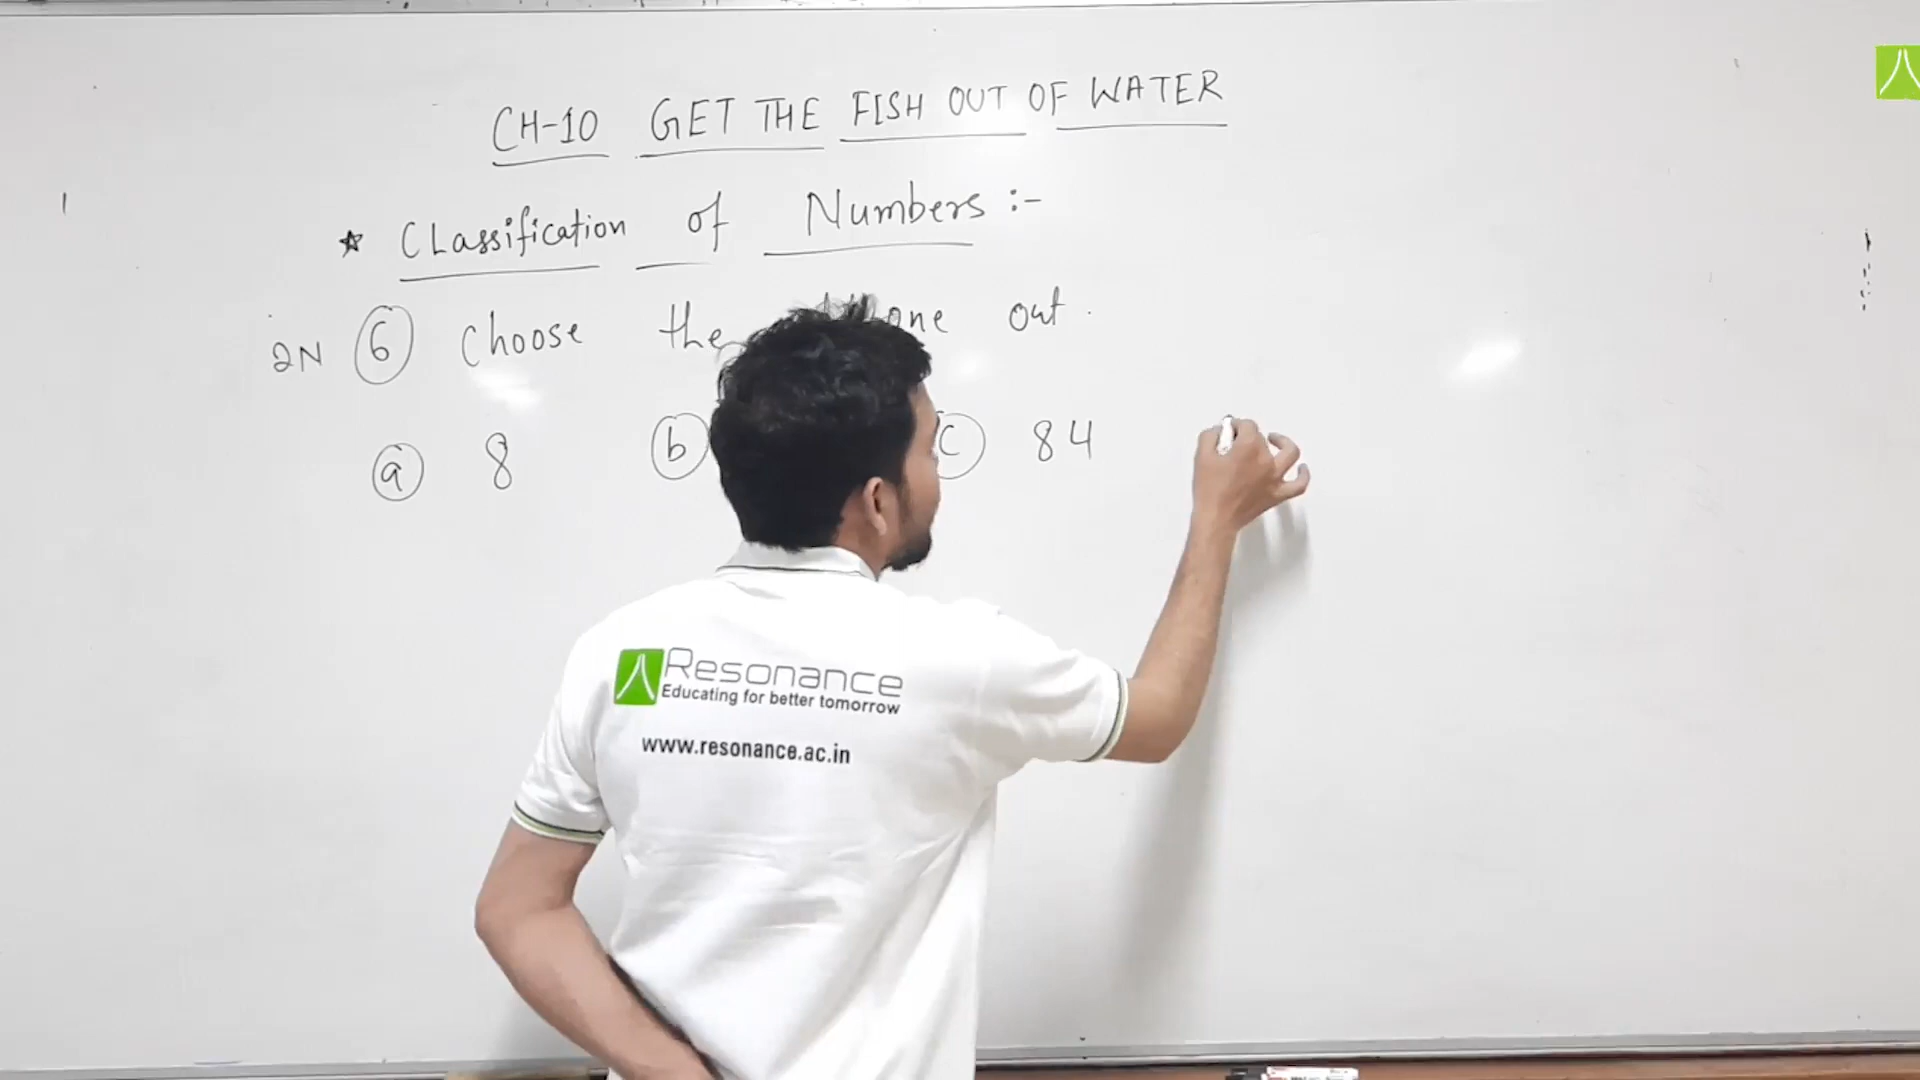 CH-10 GET THE FISH OUT OF WATER
* CLassification of Numbers :-
2N 6 Choose the one out.
a 8 b c 84
Resonance
Educating for better tomorrow
www.resonance.ac.in